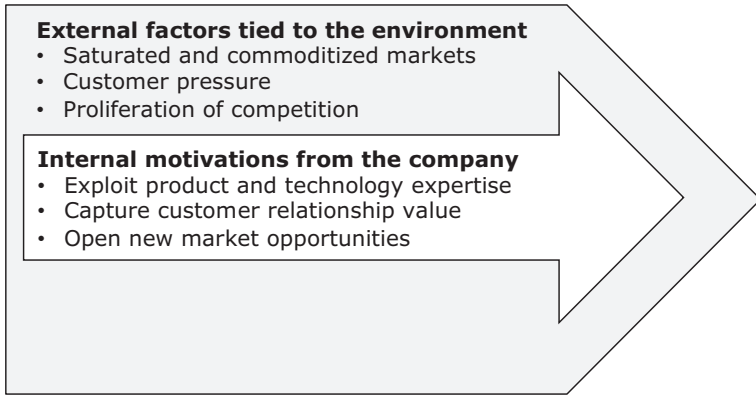 External factors tied to the environment
• Saturated and commoditized markets
• Customer pressure
• Proliferation of competition
Internal motivations from the company
• Exploit product and technology expertise
• Capture customer relationship value
• Open new market opportunities